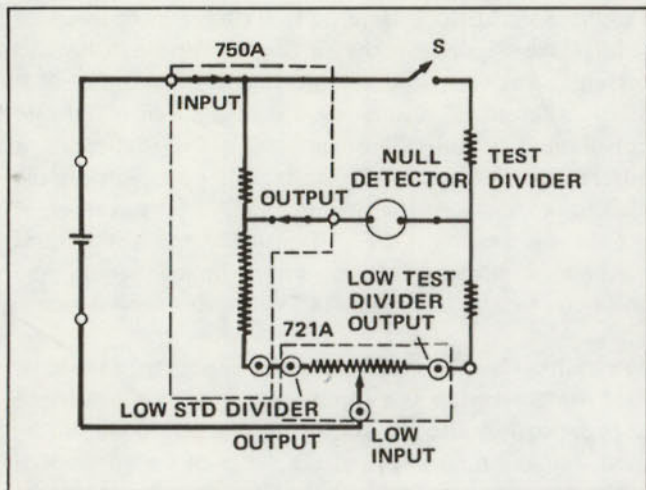 750A
S
INPUT
NULL
DETECTOR
TEST
DIVIDER
OUTPUT
LOW TEST
DIVIDER
OUTPUT
721A
LOW STD DIVIDER
OUTPUT
LOW
INPUT